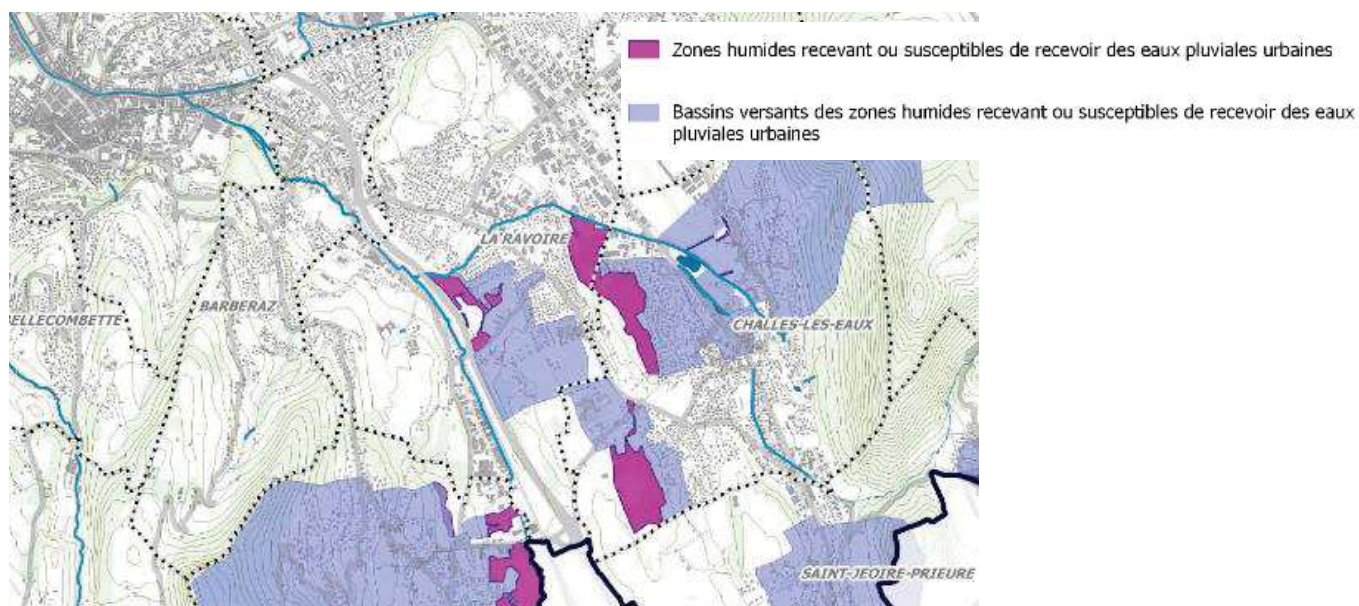 Zones humides recevant ou susceptibles de recevoir des eaux pluviales urbaines
Bassins versants des zones humides recevant ou susceptibles de recevoir des eaux
pluviales urbaines
LA RAVOIRE
BARBERAZ
ELLECOMBETTE
CHALLES-LES-EAUX
SAINT-JEOIRE-PRIEURE